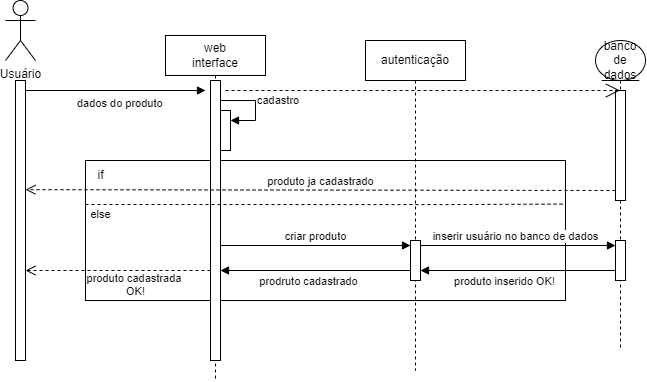 Usuário
web
interface
autenticação
banco
de
dados
dados do produto
cadastro
if
produto ja cadastrado
else
criar produto
inserir usuário no banco de dados
produto cadastrada
OK!
prodruto cadastrado
produto inserido OK!